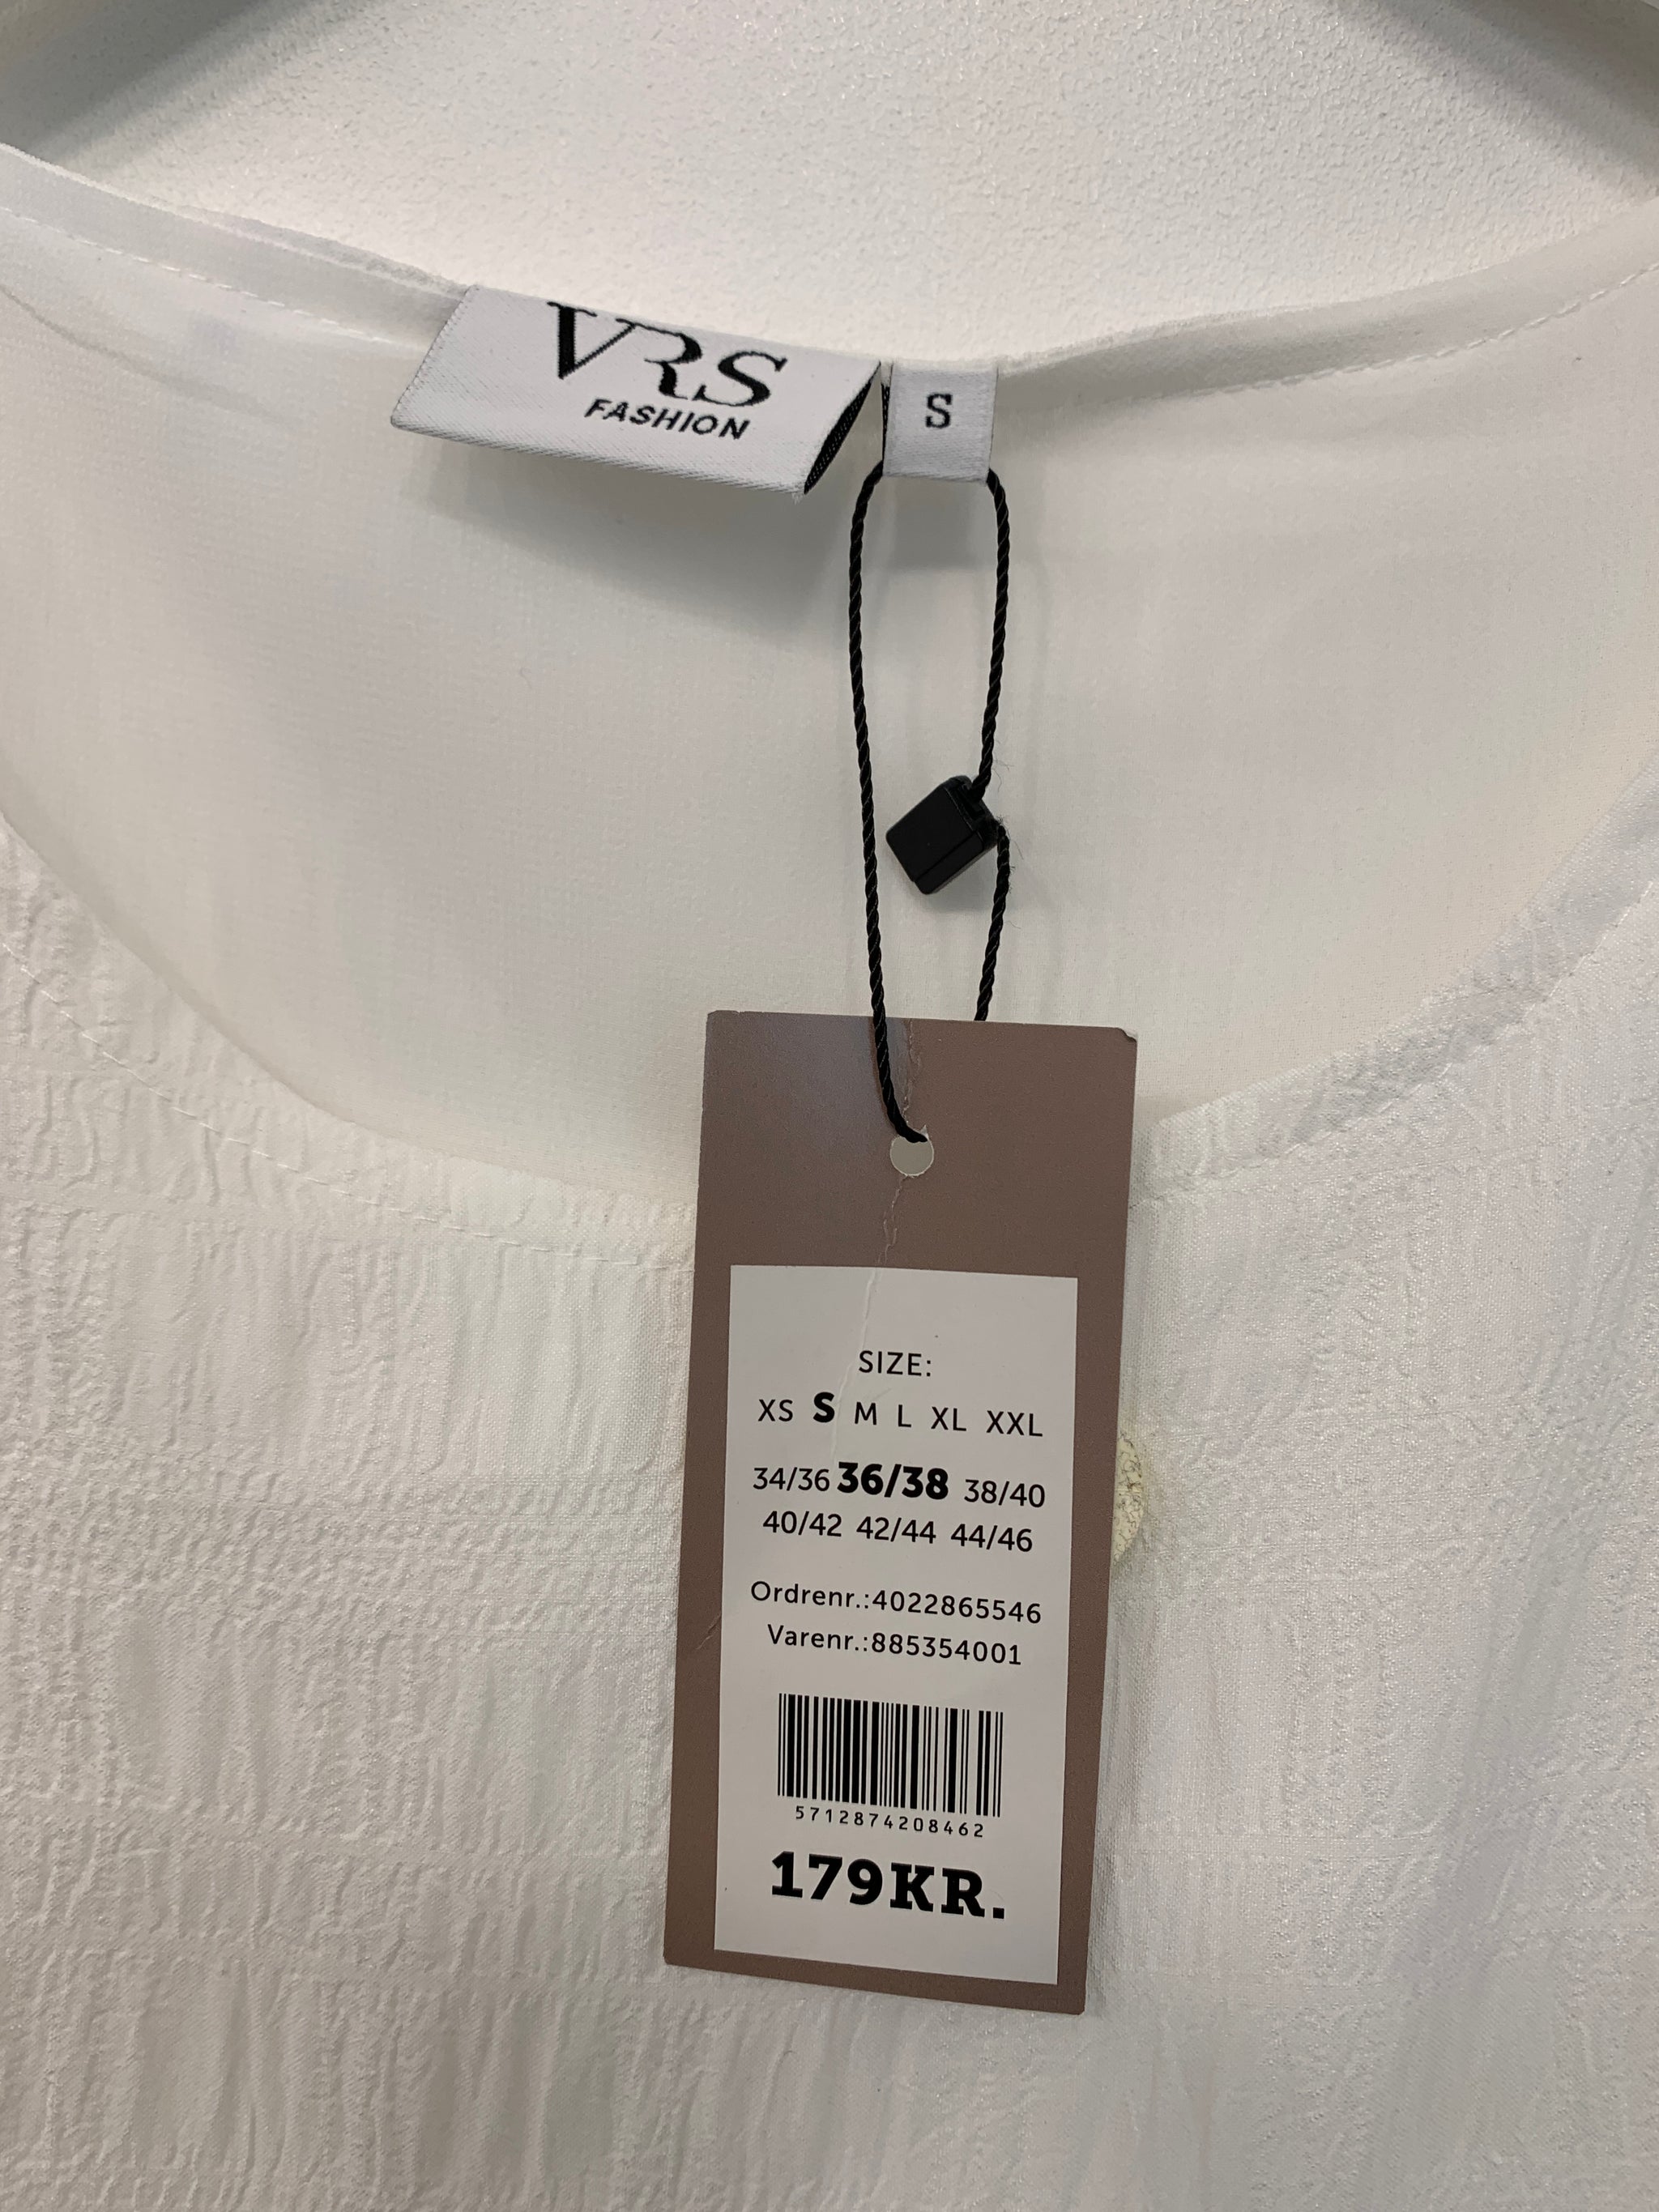 VRS
FASHION
S
SIZE:
XS S M L XL XXL
34/36 36/38 38/40
40/42 42/44 44/46
Ordrenr.:4022865546
Varenr.:885354001
5712874208462
179KR.